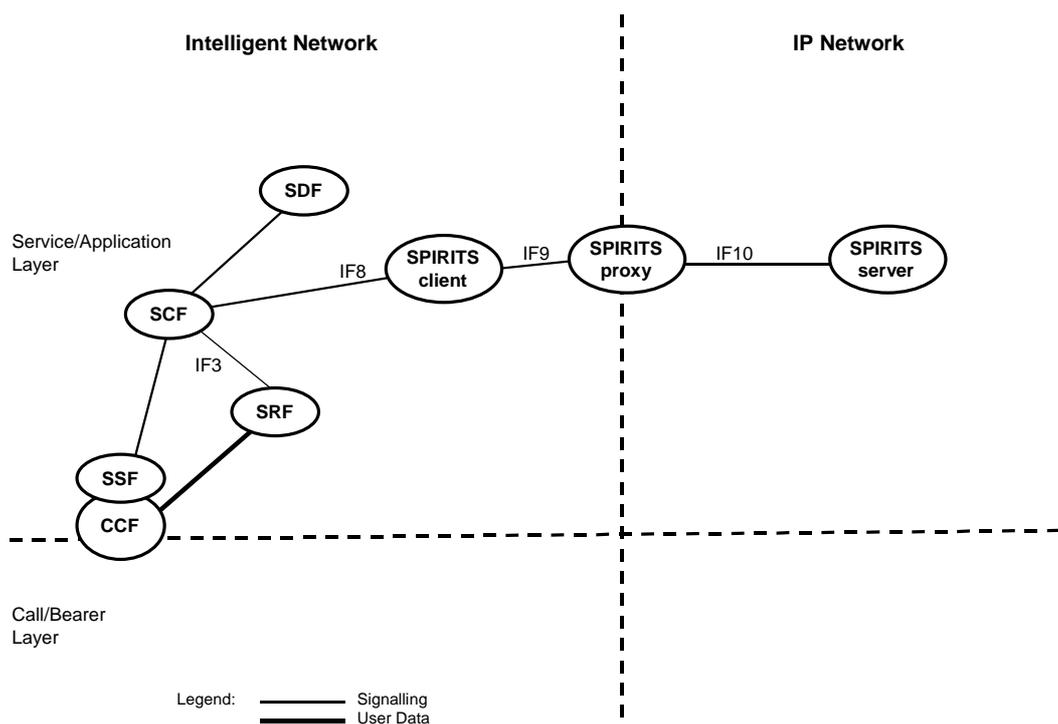 Intelligent Network
IP Network
SDF
Service/Application
Layer
SPIRITS
client
IF9
SPIRITS
proxy
IF10
SPIRITS
server
IF8
SCF
IF3
SRF
SSF
CCF
Call/Bearer
Layer
Legend:
Signalling
User Data